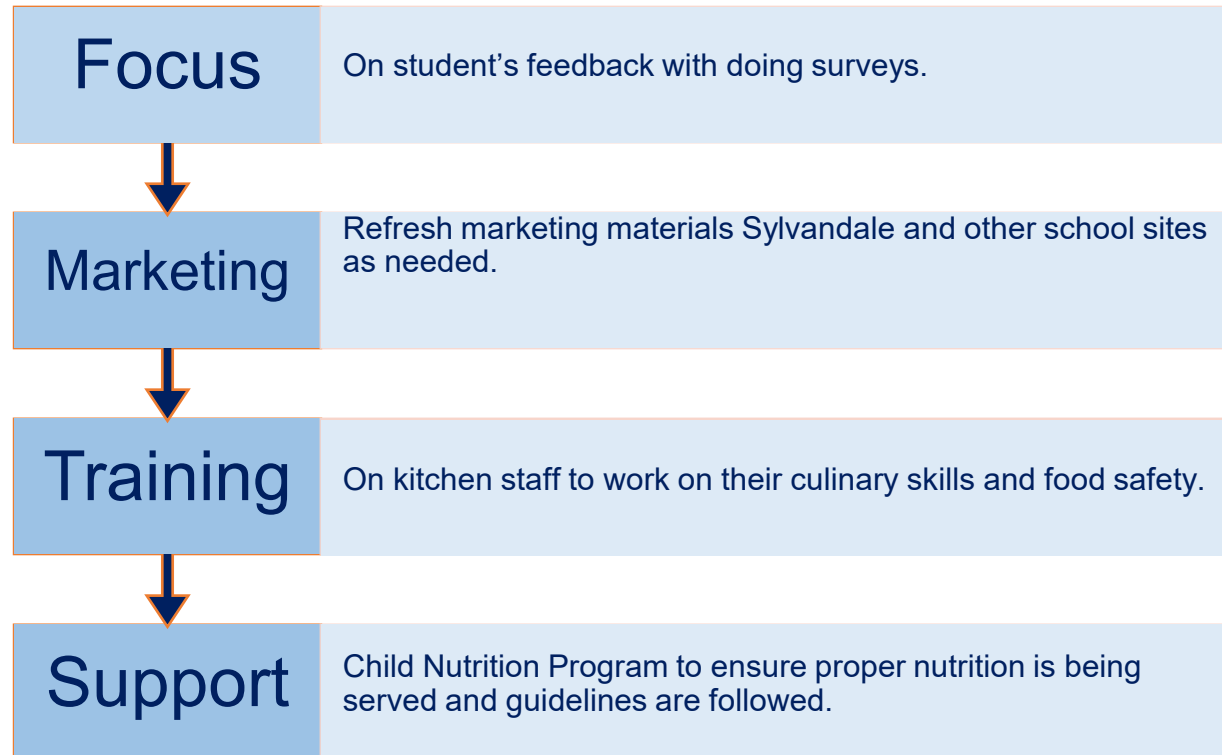 Focus
On student’s feedback with doing surveys.
Marketing
Refresh marketing materials Sylvandale and other school sites
as needed.
Training
On kitchen staff to work on their culinary skills and food safety.
Support
Child Nutrition Program to ensure proper nutrition is being
served and guidelines are followed.